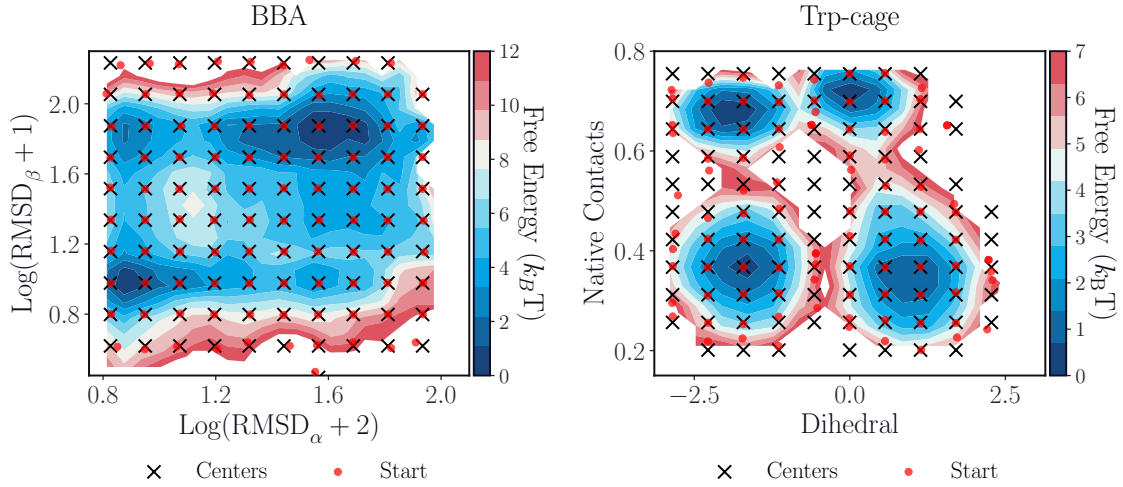 BBA
Trp-cage
Log(RMSD_β + 1)
2.0
1.6
1.2
0.8
0.8
1.2
1.6
2.0
Log(RMSD_α + 2)
12
10
8
6
4
2
0
Free Energy (k_BT)
Native Contacts
0.8
0.6
0.4
0.2
−2.5
0.0
2.5
Dihedral
7
6
5
4
3
2
1
0
Free Energy (k_BT)
Centers
Start
Centers
Start